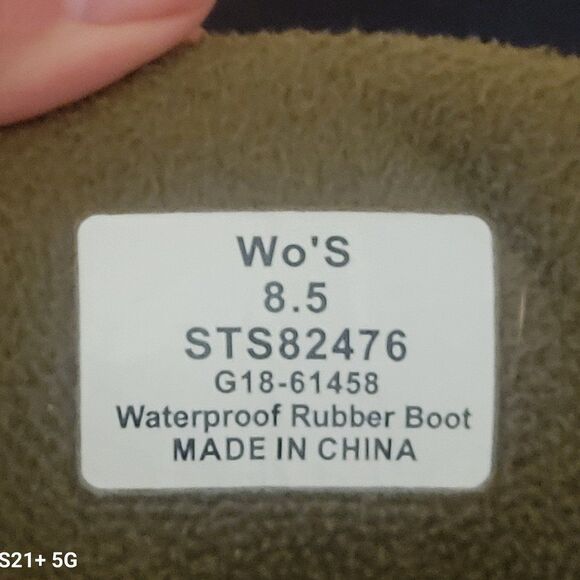 Wo'S
8.5
STS82476
G18-61458
Waterproof Rubber Boot
MADE IN CHINA
S21+ 5G